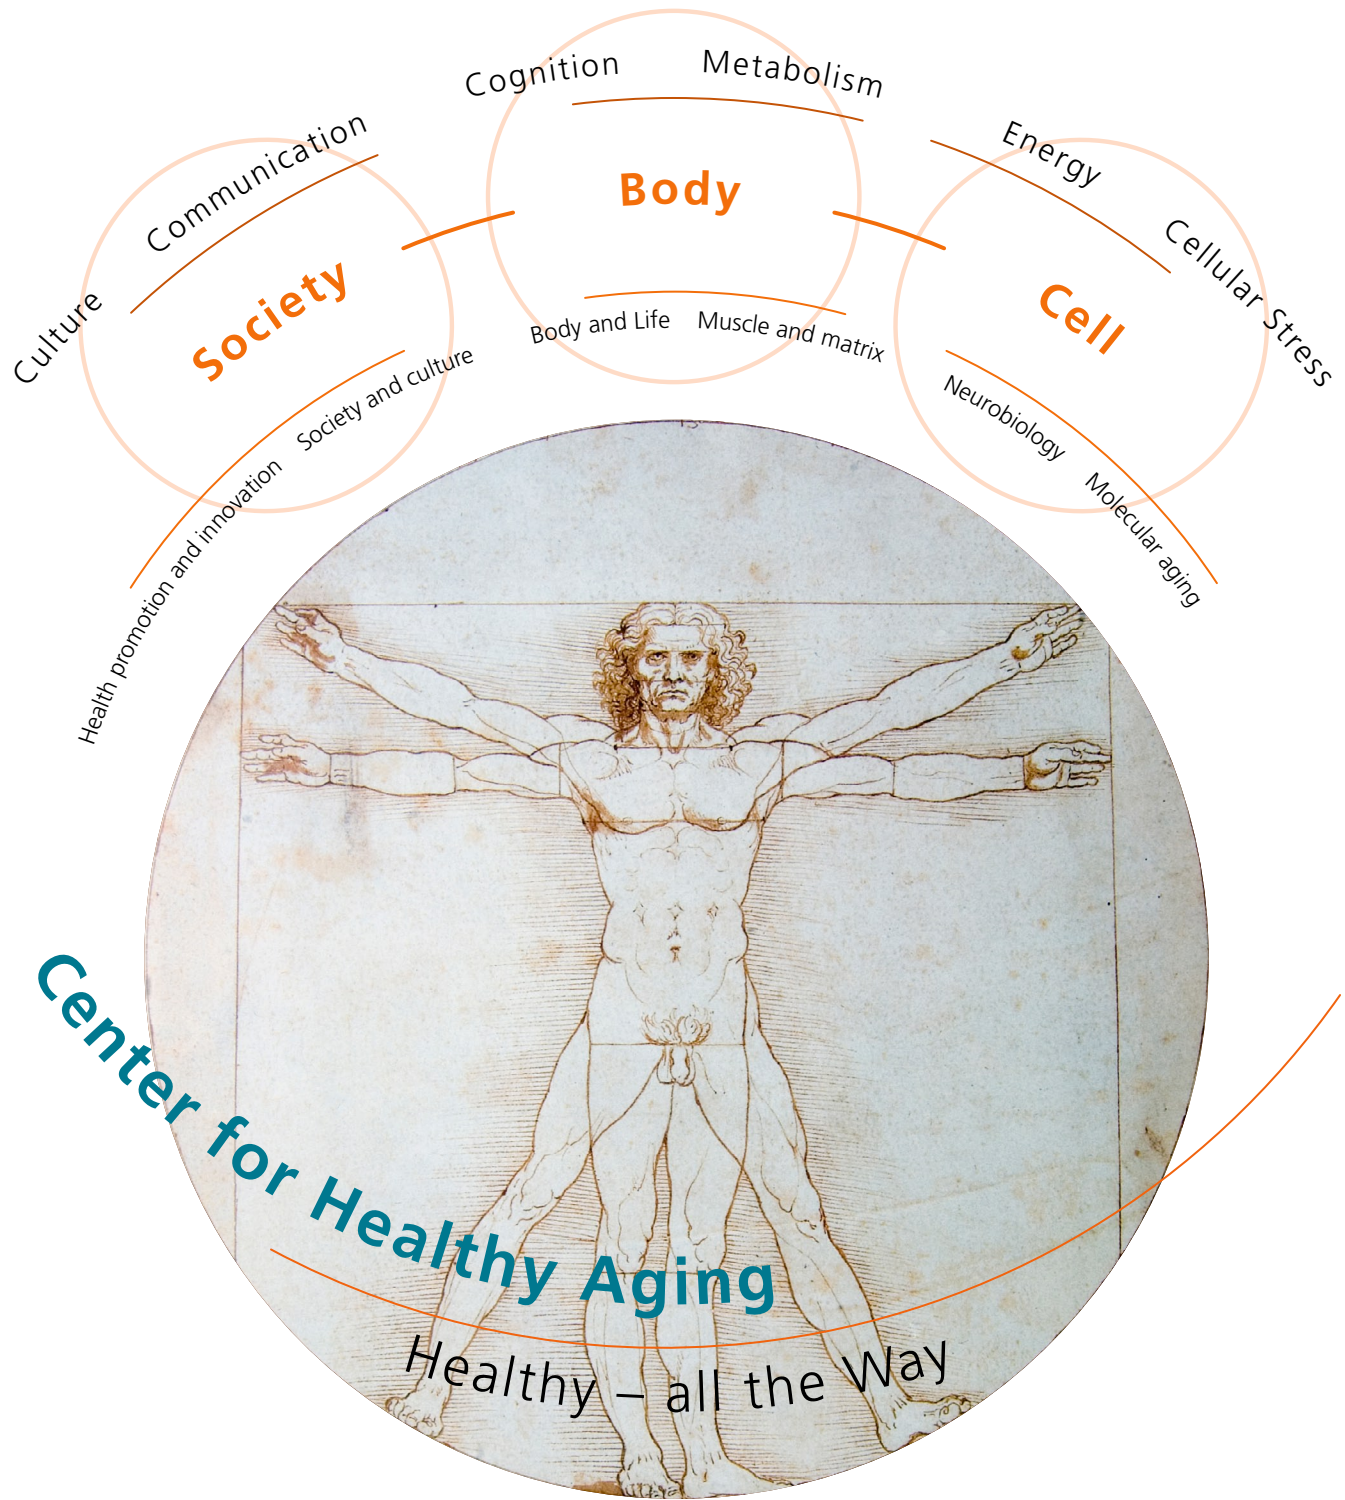 Cognition
Metabolism
Communication
Culture
Energy
Cellular Stress
Body
Society
Cell
Body and Life
Muscle and matrix
Society and culture
Health promotion and innovation
Neurobiology
Molecular aging
Center for Healthy Aging
Healthy – all the Way